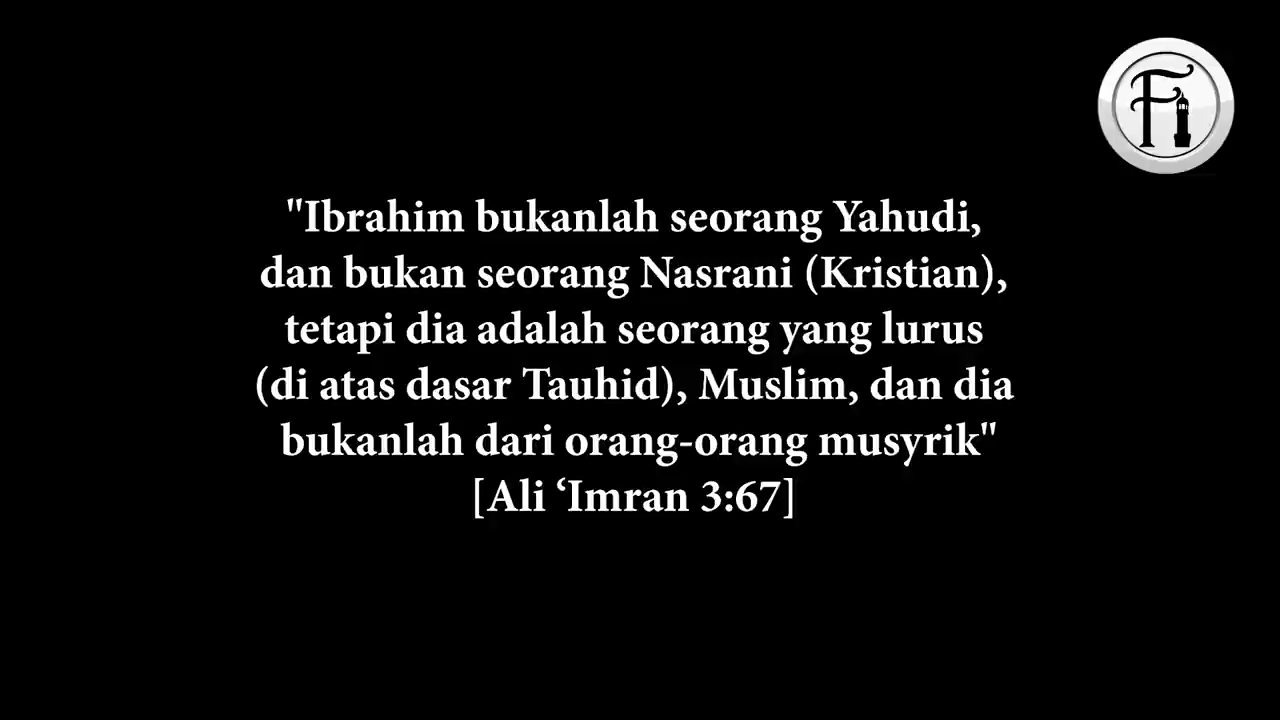 "Ibrahim bukanlah seorang Yahudi,
dan bukan seorang Nasrani (Kristian),
tetapi dia adalah seorang yang lurus
(di atas dasar Tauhid), Muslim, dan dia
bukanlah dari orang-orang musyrik"
[Ali ‘Imran 3:67]
Fi